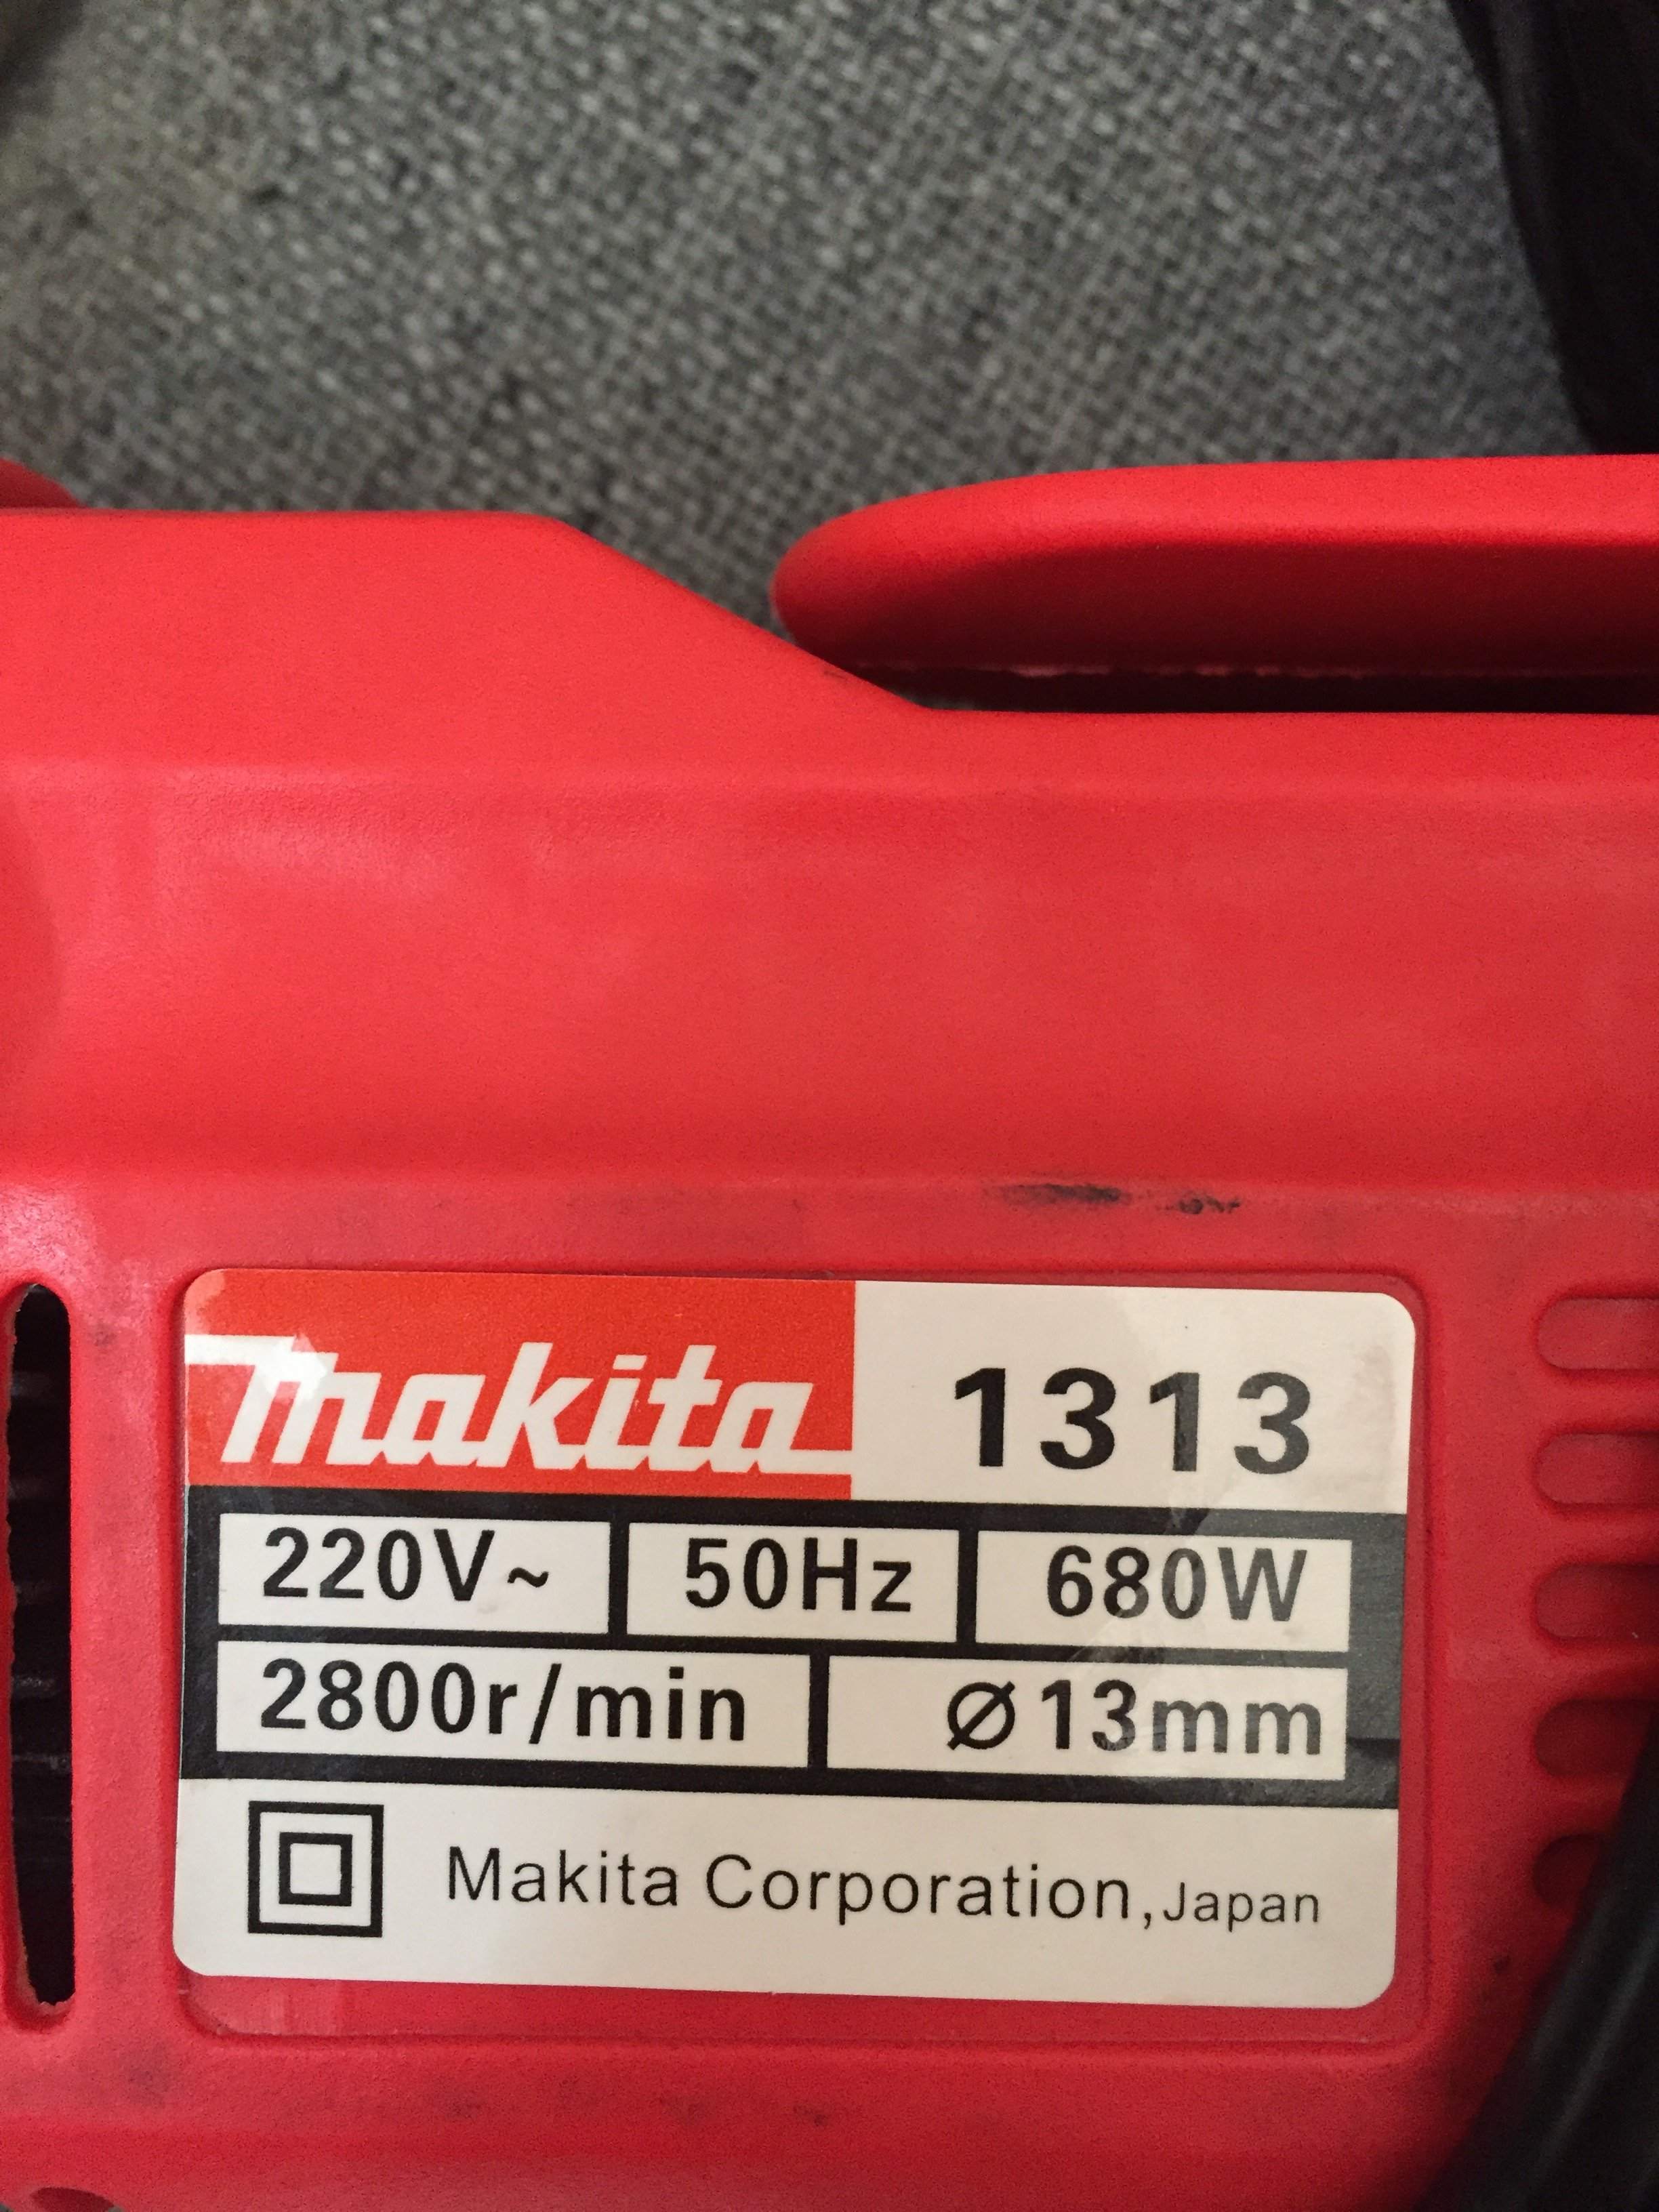 makita 1313
220V~ 50Hz 680W
2800r/min Ø13mm
Makita Corporation,Japan